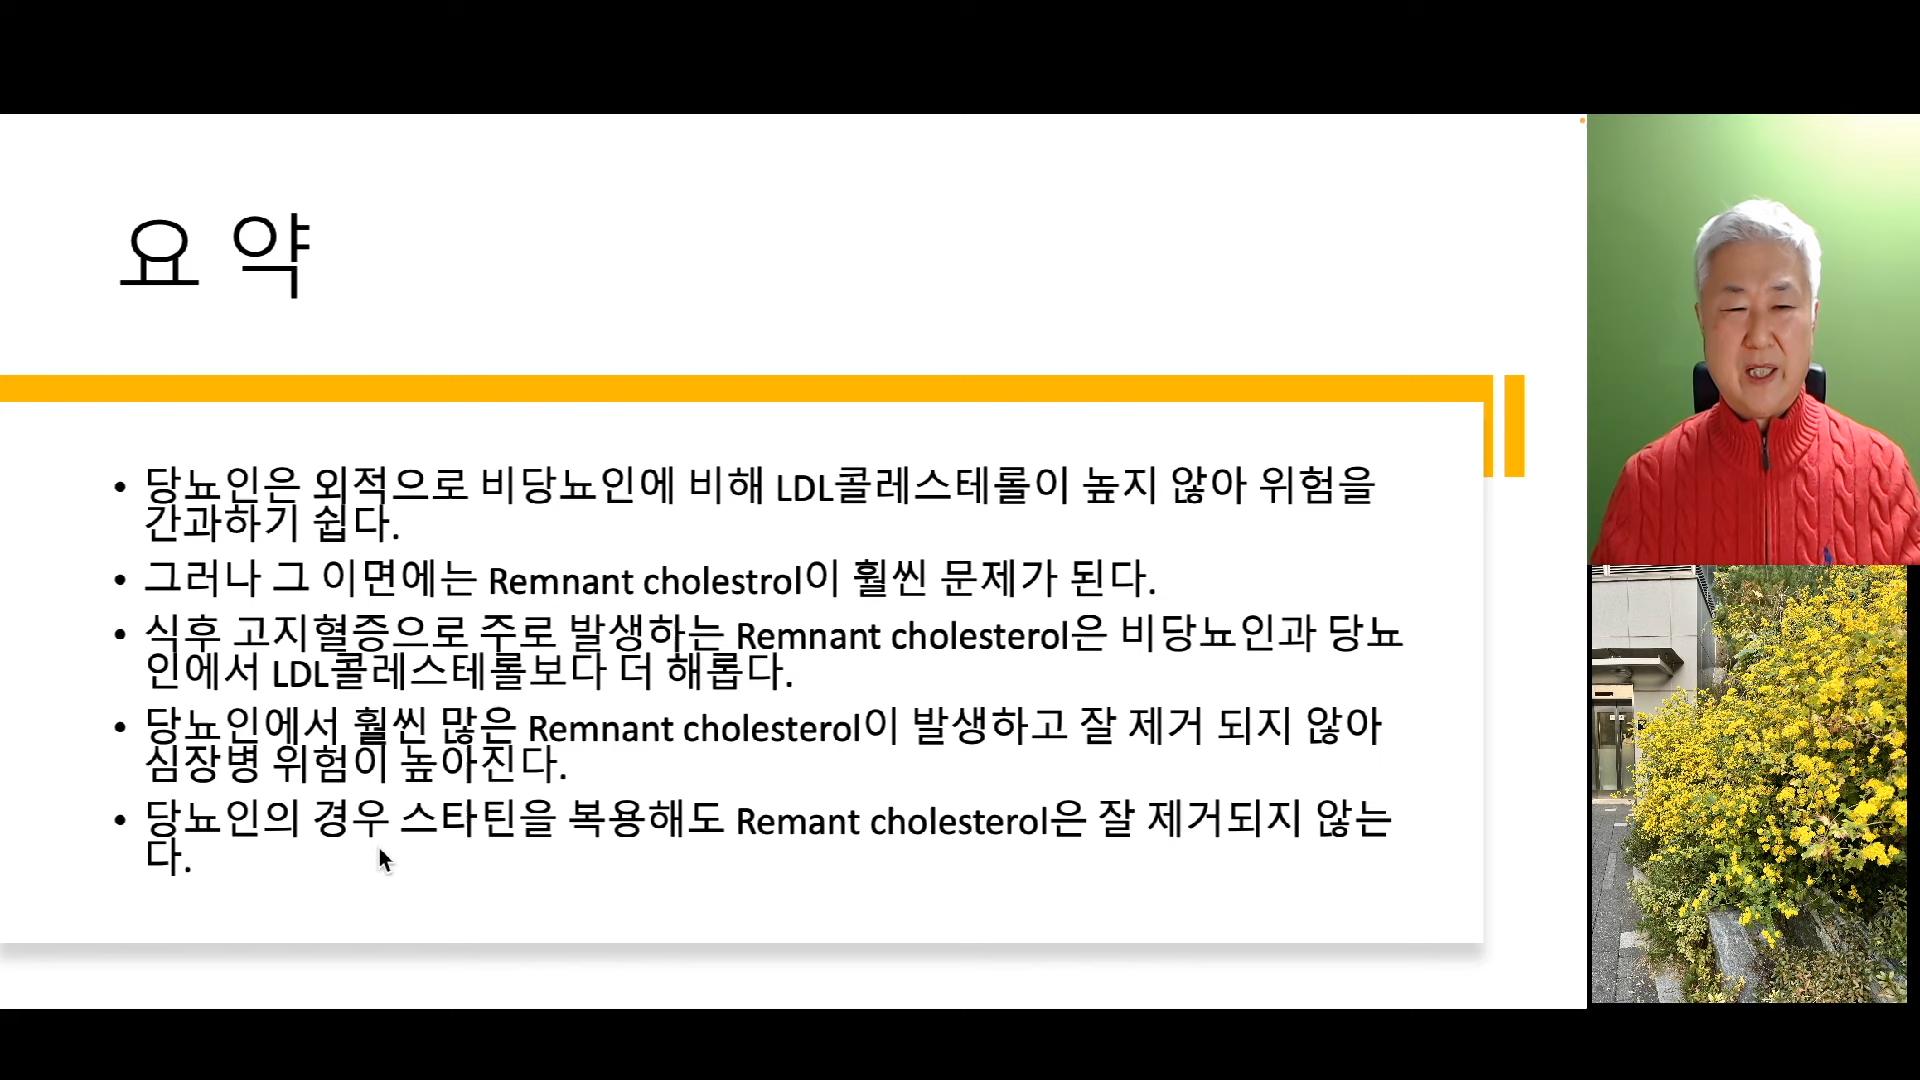 요 약
• 당뇨인은 외적으로 비당뇨인에 비해 LDL콜레스테롤이 높지 않아 위험을
간과하기 쉽다.
• 그러나 그 이면에는 Remnant cholestrol이 훨씬 문제가 된다.
• 식후 고지혈증으로 주로 발생하는 Remnant cholesterol은 비당뇨인과 당뇨
인에서 LDL콜레스테롤보다 더 해롭다.
• 당뇨인에서 훨씬 많은 Remnant cholesterol이 발생하고 잘 제거 되지 않아
심장병 위험이 높아진다.
• 당뇨인의 경우 스타틴을 복용해도 Remant cholesterol은 잘 제거되지 않는
다.